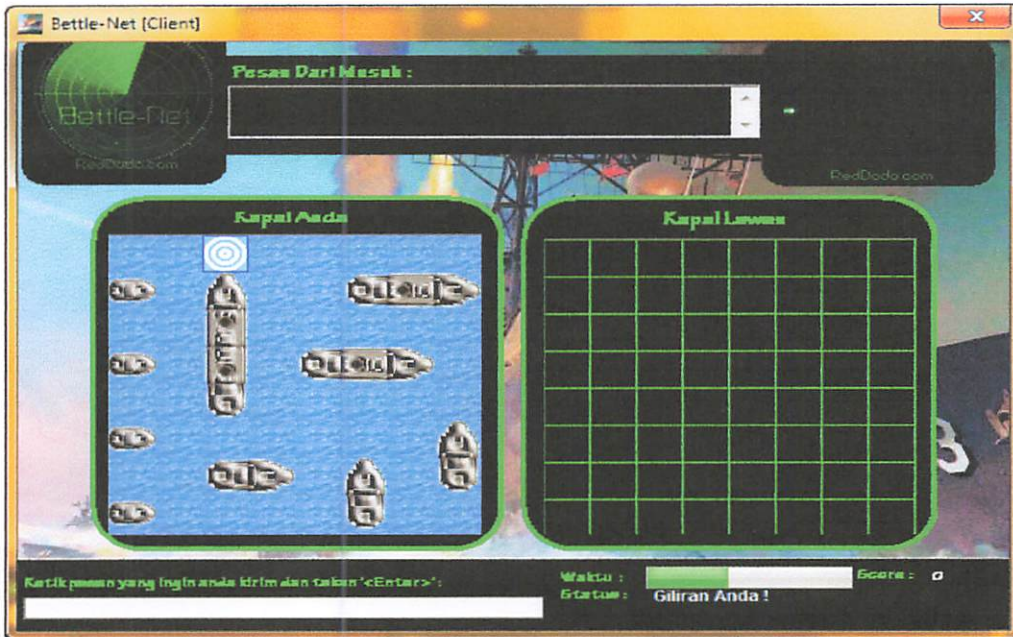 Bettle-Net [Client]
Pesan Dari Musuh :
Bettle-Net
RedDodo.com
RedDodo.com
Kapal Anda
Kapal Lawan
Ketik pesan yang ingin anda kirim dan tekan '<Enter>' :
Waktu :
Score : 0
Status : Giliran Anda !